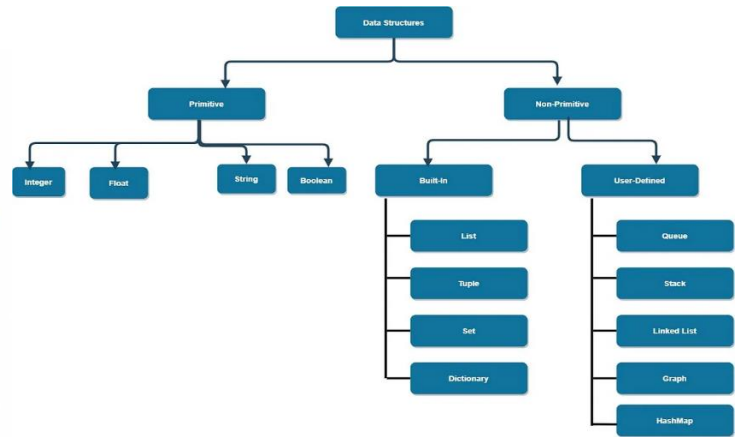 Data Structures
Primitive
Non-Primitive
Integer
Float
String
Boolean
Built-In
User-Defined
List
Tuple
Set
Dictionary
Queue
Stack
Linked List
Graph
HashMap